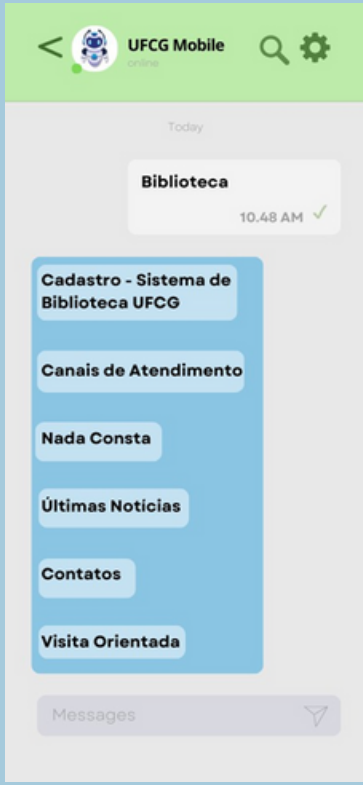 UFCG Mobile
online
Today
Biblioteca
10.48 AM
Cadastro - Sistema de
Biblioteca UFCG
Canais de Atendimento
Nada Consta
Últimas Notícias
Contatos
Visita Orientada
Messages